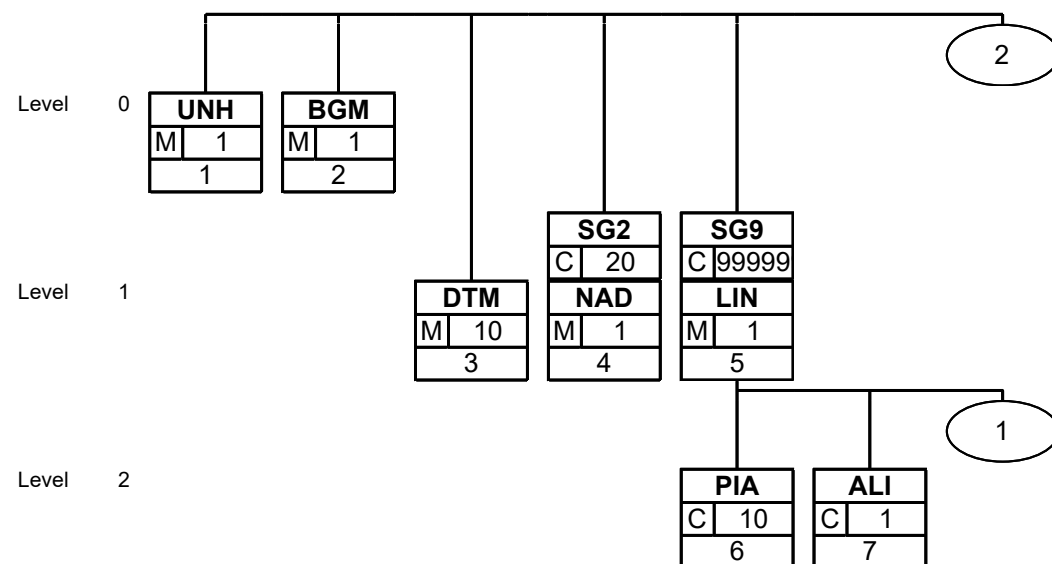 2
Level 0
UNH BGM
M 1 M 1
1 2
SG2 SG9
C 20 C 99999
Level 1
DTM NAD LIN
M 10 M 1 M 1
3 4 5
1
Level 2
PIA ALI
C 10 C 1
6 7